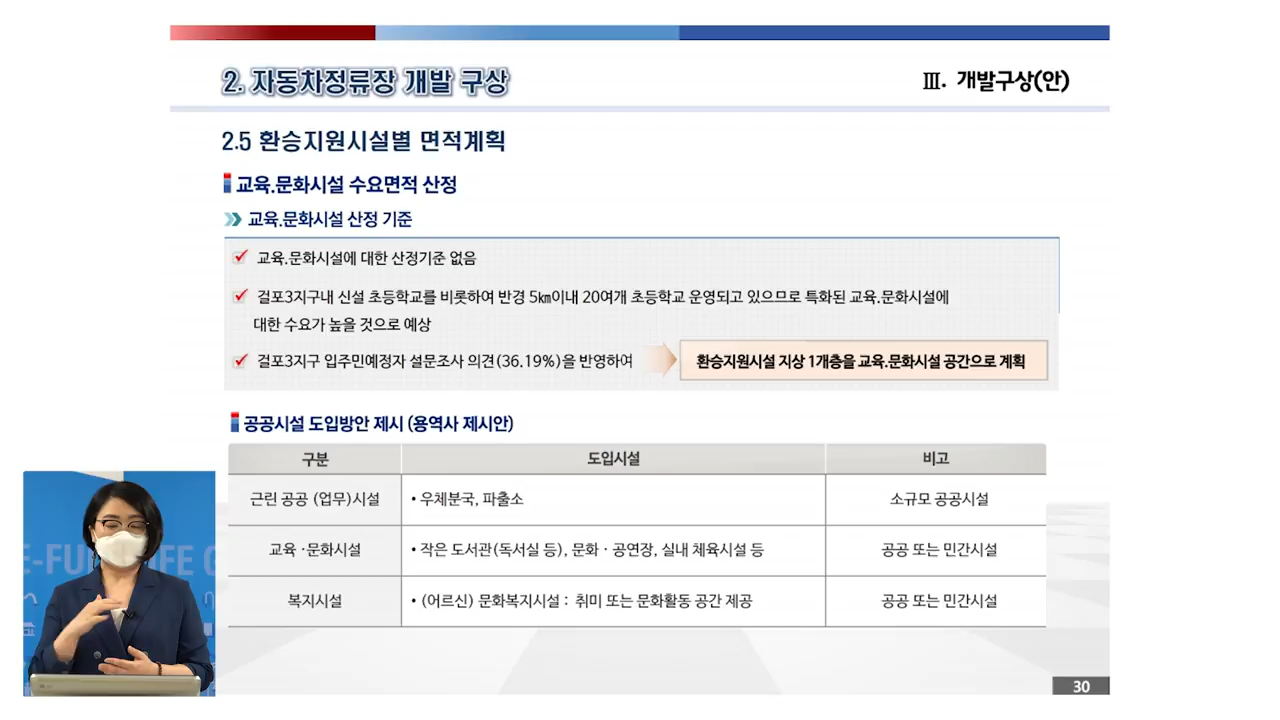 2. 자동차정류장 개발 구상
Ⅲ. 개발구상(안)
2.5 환승지원시설별 면적계획
교육.문화시설 수요면적 산정
교육.문화시설 산정 기준
교육.문화시설에 대한 산정기준 없음
걸포3지구내 신설 초등학교를 비롯하여 반경 5㎞이내 20여개 초등학교 운영되고 있으므로 특화된 교육.문화시설에
대한 수요가 높을 것으로 예상
걸포3지구 입주민예정자 설문조사 의견(36.19%)을 반영하여
환승지원시설 지상 1개층을 교육.문화시설 공간으로 계획
공공시설 도입방안 제시 (용역사 제시안)
구분 도입시설 비고
근린 공공 (업무)시설 • 우체분국, 파출소 소규모 공공시설
교육 ·문화시설 • 작은 도서관(독서실 등), 문화 · 공연장, 실내 체육시설 등 공공 또는 민간시설
복지시설 • (어르신) 문화복지시설 : 취미 또는 문화활동 공간 제공 공공 또는 민간시설
30